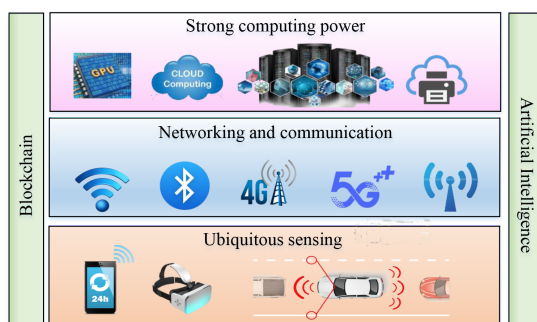 Strong computing power
GPU
CLOUD
Computing
Blockchain
Networking and communication
4G
5G++
Artificial Intelligence
Ubiquitous sensing
24h